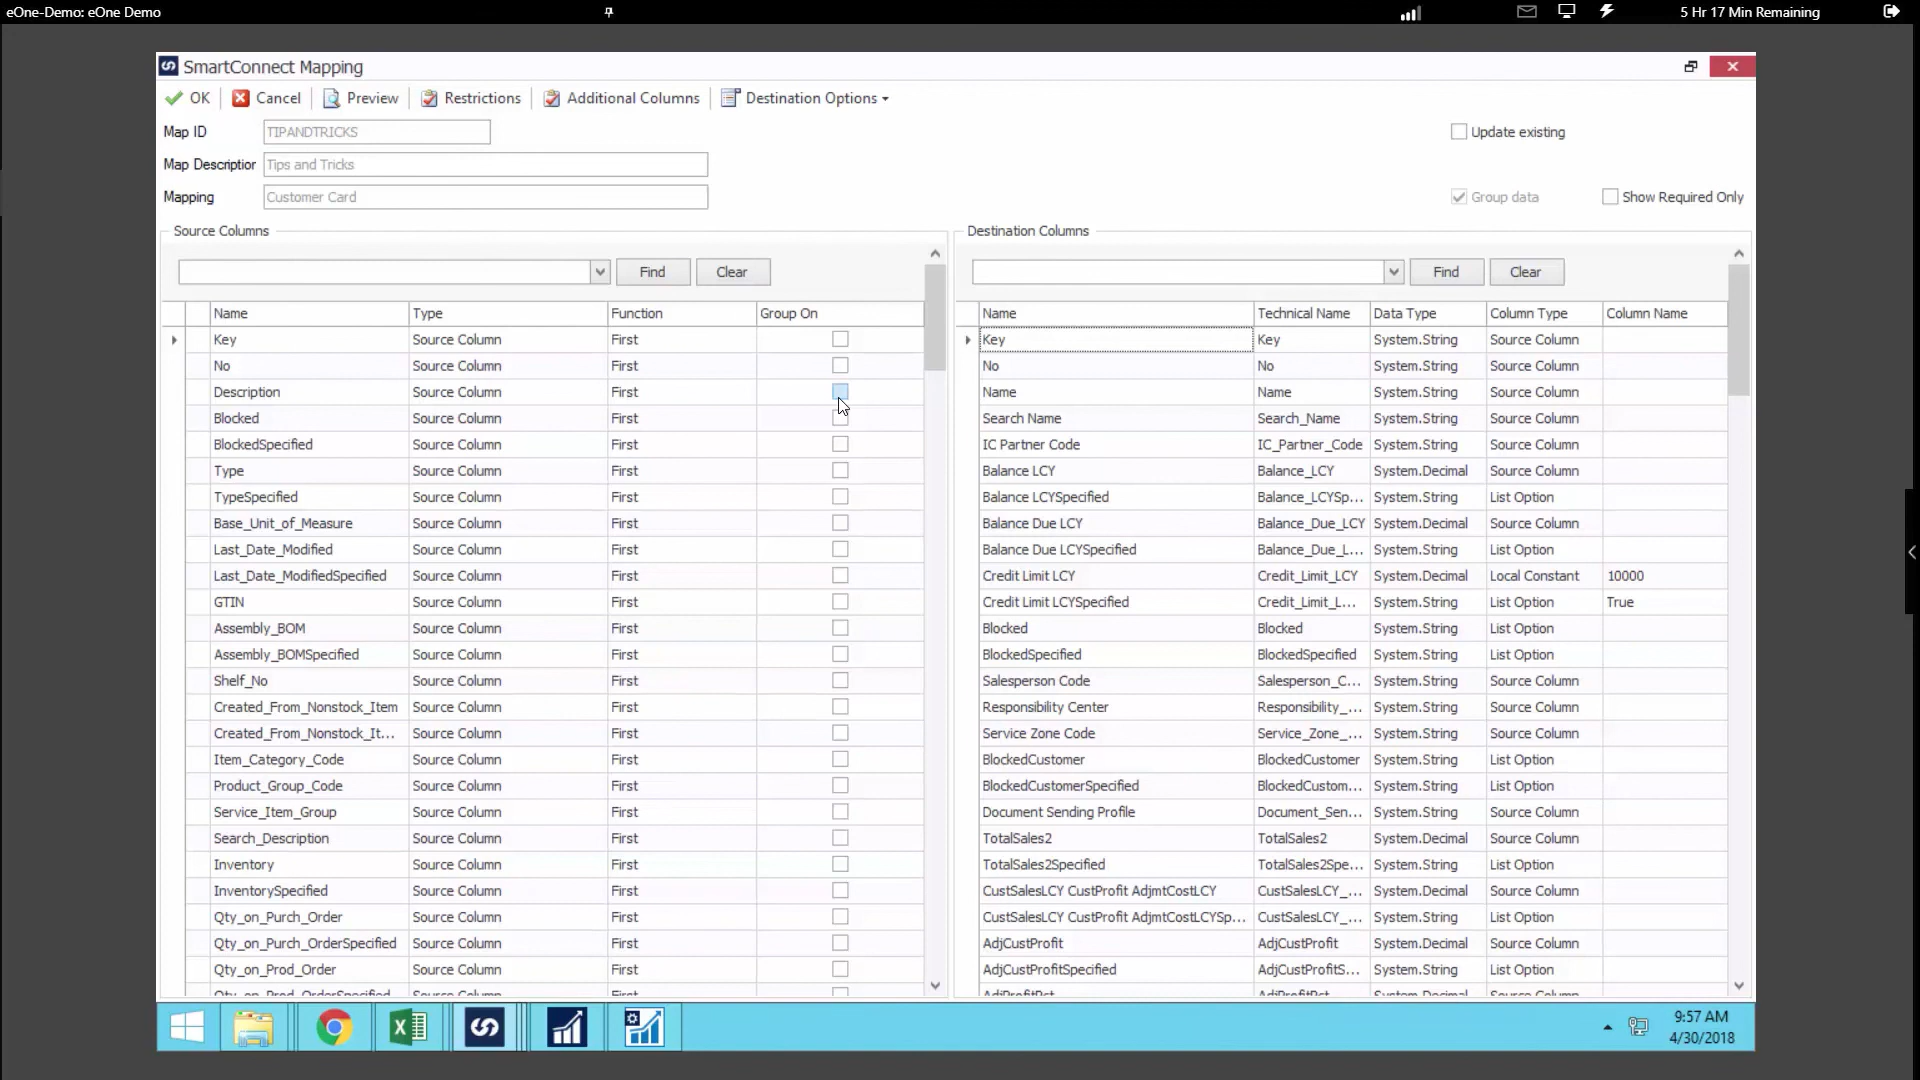 eOne-Demo: eOne Demo
5 Hr 17 Min Remaining
SmartConnect Mapping
OK Cancel Preview Restrictions Additional Columns Destination Options
Map ID TIPANDTRICKS Update existing
Map Description Tips and Tricks
Mapping Customer Card Group data Show Required Only
Source Columns Destination Columns
Find Clear Find Clear
Name Type Function Group On Name Technical Name Data Type Column Type Column Name
Key Source Column First Key Key System.String Source Column
No Source Column First No No System.String Source Column
Description Source Column First Name Name System.String Source Column
Blocked Source Column First Search Name Search_Name System.String Source Column
BlockedSpecified Source Column First IC Partner Code IC_Partner_Code System.String Source Column
Type Source Column First Balance LCY Balance_LCY System.Decimal Source Column
TypeSpecified Source Column First Balance LCYSpecified Balance_LCYSp... System.String List Option
Base_Unit_of_Measure Source Column First Balance Due LCY Balance_Due_LCY System.Decimal Source Column
Last_Date_Modified Source Column First Balance Due LCYSpecified Balance_Due_L... System.String List Option
Last_Date_ModifiedSpecified Source Column First Credit Limit LCY Credit_Limit_LCY System.Decimal Local Constant 10000
GTIN Source Column First Credit Limit LCYSpecified Credit_Limit_L... System.String List Option True
Assembly_BOM Source Column First Blocked Blocked System.String List Option
Assembly_BOMSpecified Source Column First BlockedSpecified BlockedSpecified System.String List Option
Shelf_No Source Column First Salesperson Code Salesperson_C... System.String Source Column
Created_From_Nonstock_Item Source Column First Responsibility Center Responsibility_... System.String Source Column
Created_From_Nonstock_It... Source Column First Service Zone Code Service_Zone_... System.String Source Column
Item_Category_Code Source Column First BlockedCustomer BlockedCustomer System.String List Option
Product_Group_Code Source Column First BlockedCustomerSpecified BlockedCustom... System.String List Option
Service_Item_Group Source Column First Document Sending Profile Document_Sen... System.String Source Column
Search_Description Source Column First TotalSales2 TotalSales2 System.Decimal Source Column
Inventory Source Column First TotalSales2Specified TotalSales2Spe... System.String List Option
InventorySpecified Source Column First CustSalesLCY CustProfit AdjmtCostLCY CustSalesLCY_... System.Decimal Source Column
Qty_on_Purch_Order Source Column First CustSalesLCY CustProfit AdjmtCostLCYSp... CustSalesLCY_... System.String List Option
Qty_on_Purch_OrderSpecified Source Column First AdjCustProfit AdjCustProfit System.Decimal Source Column
Qty_on_Prod_Order Source Column First AdjCustProfitSpecified AdjCustProfitS... System.String List Option
Qty_on_Prod_OrderSpecified Source Column First AdjProfitPct AdjProfitPct System.Decimal Source Column
9:57 AM
4/30/2018